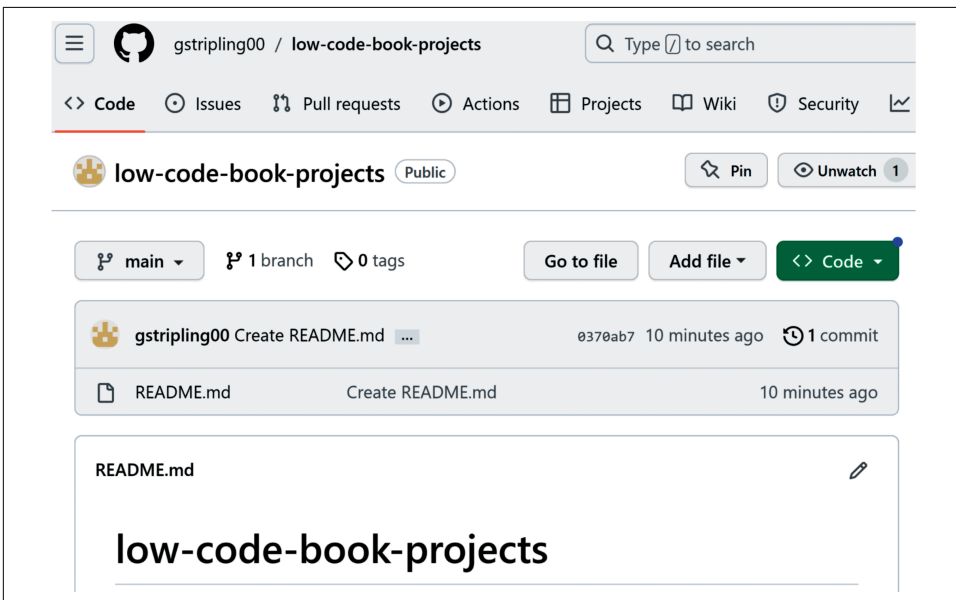 gstripling00 / low-code-book-projects Type / to search
<> Code Issues Pull requests Actions Projects Wiki Security
low-code-book-projects Public Pin Unwatch 1
main 1 branch 0 tags Go to file Add file <> Code
gstripling00 Create README.md ... 0370ab7 10 minutes ago 1 commit
README.md Create README.md 10 minutes ago
README.md
low-code-book-projects